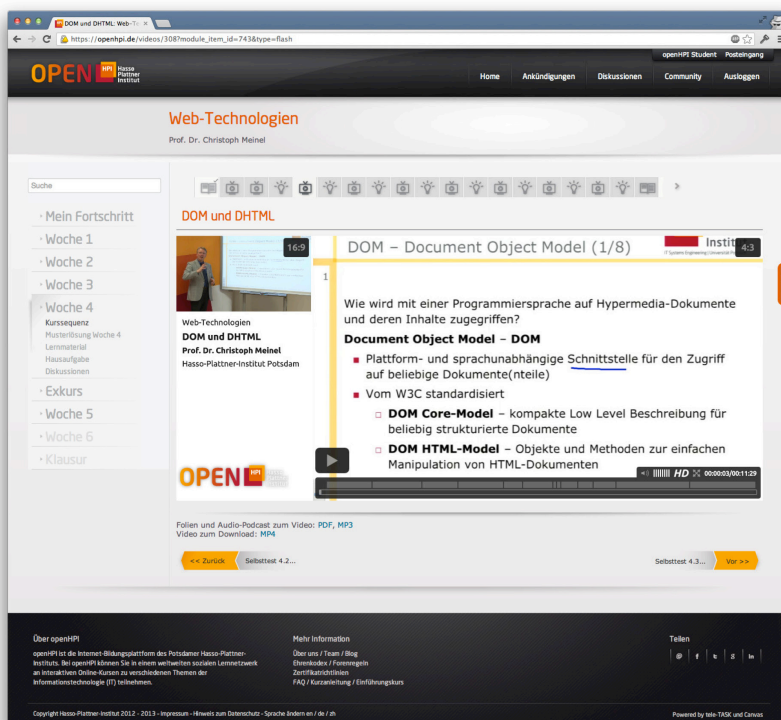 DOM und DHTML: Web-Te
https://openhpi.de/videos/308?module_item_id=743&type=flash
openHPI Student Posteingang
OPEN HPI Hasso
Plattner
Institut
Home Ankündigungen Diskussionen Community Ausloggen
Web-Technologien
Prof. Dr. Christoph Meinel
Suche
Mein Fortschritt
Woche 1
Woche 2
Woche 3
Woche 4
Kurssequenz
Musterlösung Woche 4
Lernmaterial
Hausaufgabe
Diskussionen
Exkurs
Woche 5
Woche 6
Klausur
DOM und DHTML
16:9
Web-Technologien
DOM und DHTML
Prof. Dr. Christoph Meinel
Hasso-Plattner-Institut Potsdam
OPEN HPI
DOM – Document Object Model (1/8)
Instit 4:3
1
Wie wird mit einer Programmiersprache auf Hypermedia-Dokumente
und deren Inhalte zugegriffen?
Document Object Model – DOM
Plattform- und sprachunabhängige Schnittstelle für den Zugriff
auf beliebige Dokumente(nteile)
Vom W3C standardisiert
DOM Core-Model – kompakte Low Level Beschreibung für
beliebig strukturierte Dokumente
DOM HTML-Model – Objekte und Methoden zur einfachen
Manipulation von HTML-Dokumenten
HD 00:00:03/00:11:29
Folien und Audio-Podcast zum Video: PDF, MP3
Video zum Download: MP4
<< Zurück Selbsttest 4.2...
Selbsttest 4.3... Vor >>
Über openHPI
openHPI ist die Internet-Bildungsplattform des Potsdamer Hasso-Plattner-
Instituts. Bei openHPI können Sie in einem weltweiten sozialen Lernnetzwerk
an interaktiven Online-Kursen zu verschiedenen Themen der
Informationstechnologie (IT) teilnehmen.
Mehr Information
Über uns / Team / Blog
Ehrenkodex / Forenregeln
Zertifikatrichtlinien
FAQ / Kurzanleitung / Einführungskurs
Teilen
@ f t g in
Copyright Hasso-Plattner-Institut 2012 - 2013 - Impressum - Hinweis zum Datenschutz - Sprache ändern en / de / zh
Powered by tele-TASK und Canvas